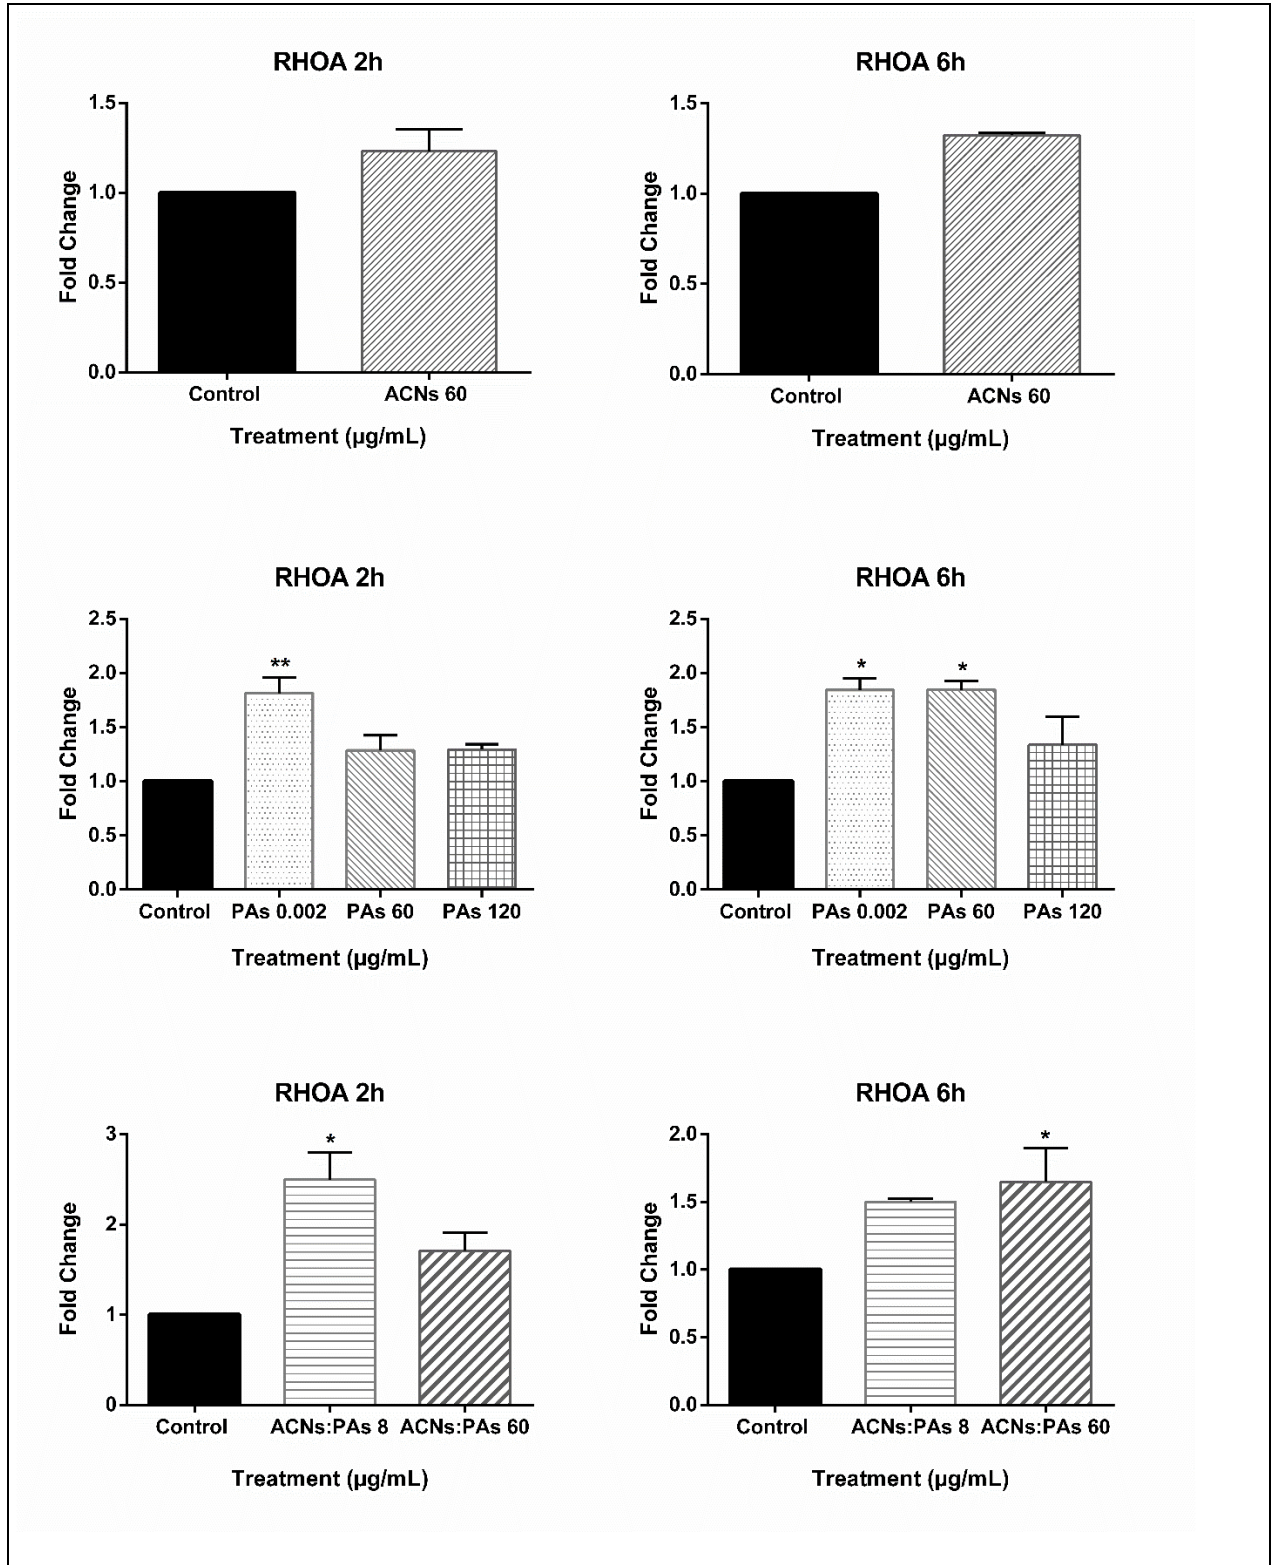 RHOA 2h
1.5
1.0
0.5
0.0
Fold Change
Control
ACNs 60
Treatment (µg/mL)
RHOA 6h
1.5
1.0
0.5
0.0
Fold Change
Control
ACNs 60
Treatment (µg/mL)
RHOA 2h
2.5
2.0
1.5
1.0
0.5
0.0
Fold Change
**
Control
PAs 0.002
PAs 60
PAs 120
Treatment (µg/mL)
RHOA 6h
2.5
2.0
1.5
1.0
0.5
0.0
Fold Change
*
*
Control
PAs 0.002
PAs 60
PAs 120
Treatment (µg/mL)
RHOA 2h
3
2
1
0
Fold Change
*
Control
ACNs:PAs 8
ACNs:PAs 60
Treatment (µg/mL)
RHOA 6h
2.0
1.5
1.0
0.5
0.0
Fold Change
*
Control
ACNs:PAs 8
ACNs:PAs 60
Treatment (µg/mL)